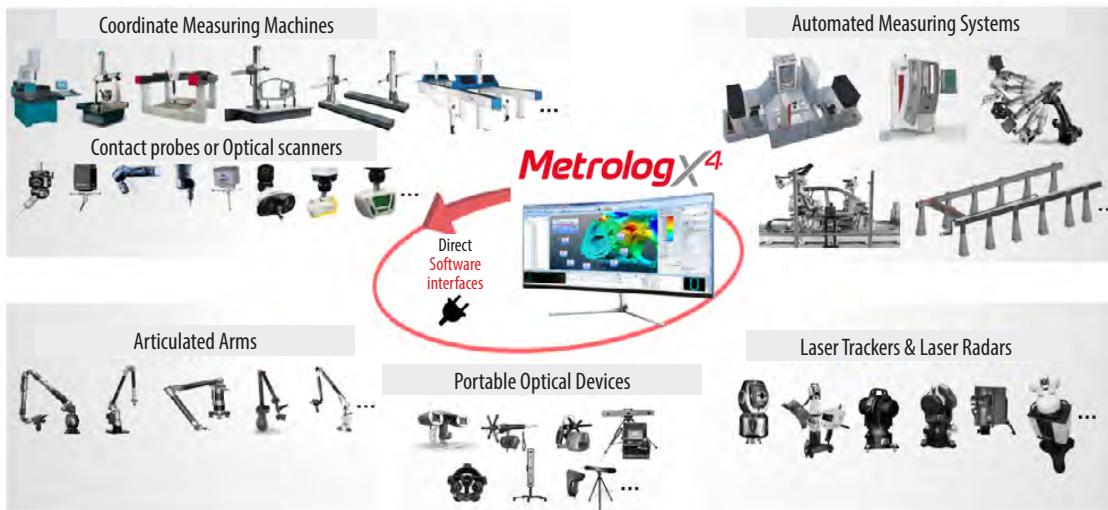 Coordinate Measuring Machines
Automated Measuring Systems
...
Contact probes or Optical scanners
...
MetrologX4
...
Direct
Software
interfaces
Articulated Arms
Laser Trackers & Laser Radars
Portable Optical Devices
...
...
...